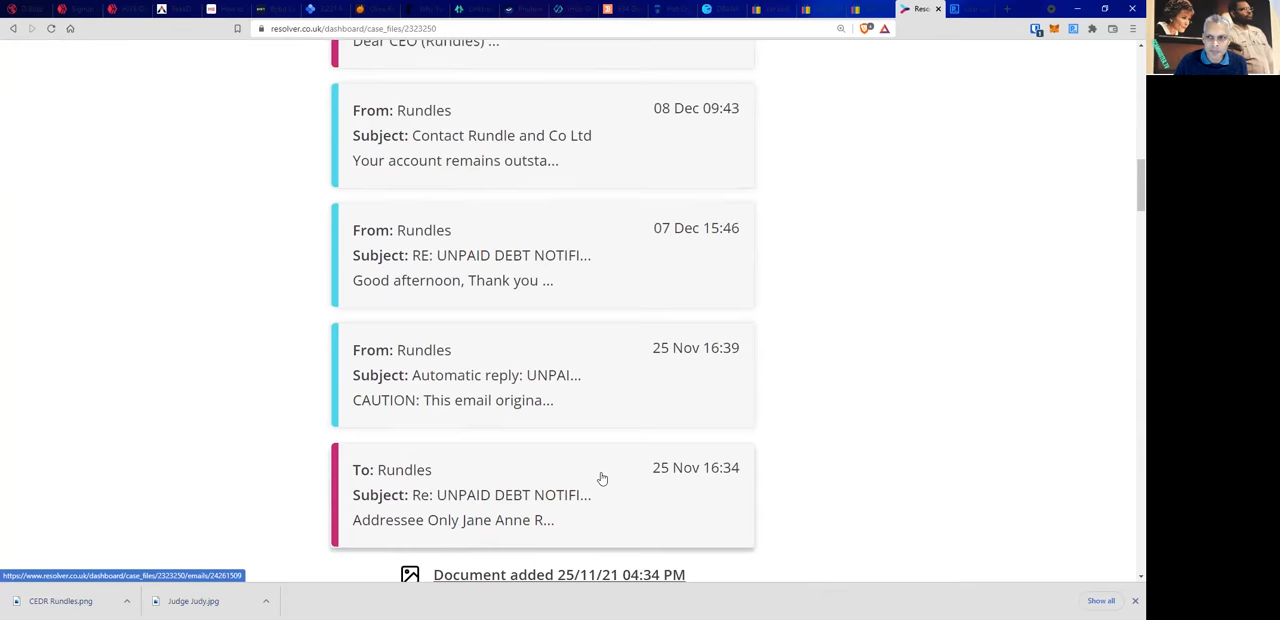 resolver.co.uk/dashboard/case_files/2323250
Dear CEO (Rundles) ...
From: Rundles
08 Dec 09:43
Subject: Contact Rundle and Co Ltd
Your account remains outsta...
From: Rundles
07 Dec 15:46
Subject: RE: UNPAID DEBT NOTIFI...
Good afternoon, Thank you ...
From: Rundles
25 Nov 16:39
Subject: Automatic reply: UNPAI...
CAUTION: This email origina...
To: Rundles
25 Nov 16:34
Subject: Re: UNPAID DEBT NOTIFI...
Addressee Only Jane Anne R...
Document added 25/11/21 04:34 PM
https://www.resolver.co.uk/dashboard/case_files/2323250/emails/24261509
CEDR Rundles.png
Judge Judy.jpg
Show all